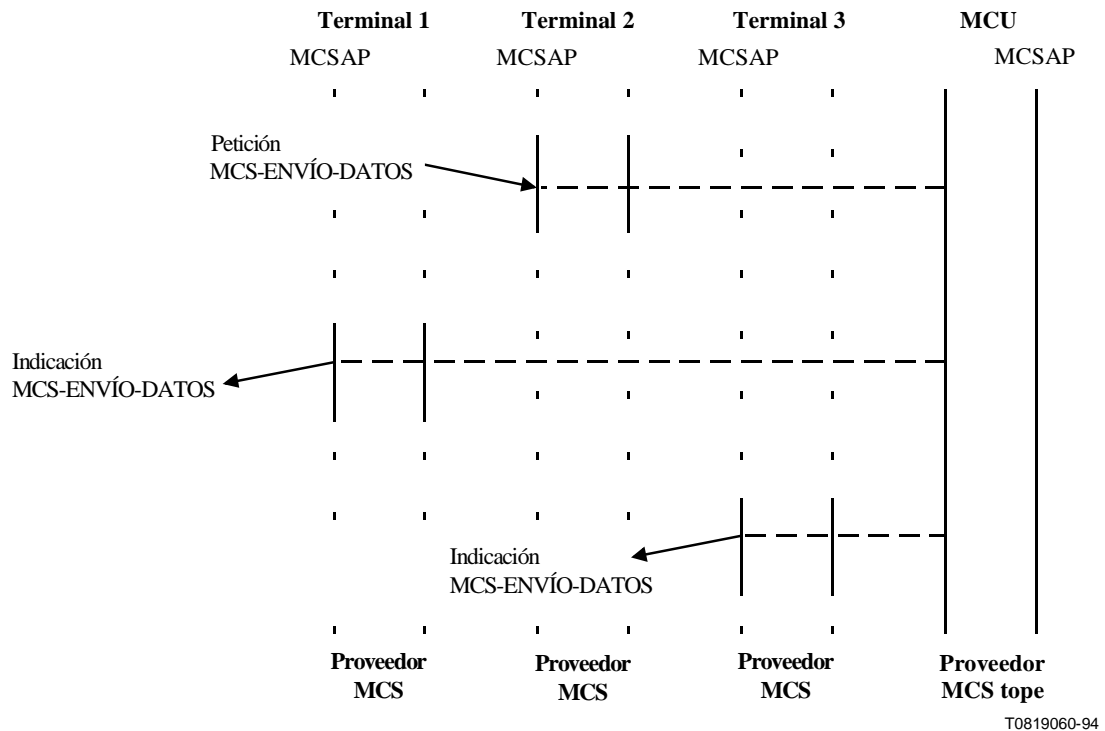 Terminal 1 Terminal 2 Terminal 3 MCU
MCSAP MCSAP MCSAP MCSAP
Petición
MCS-ENVÍO-DATOS
Indicación
MCS-ENVÍO-DATOS
Indicación
MCS-ENVÍO-DATOS
Proveedor Proveedor Proveedor Proveedor
MCS MCS MCS MCS tope
T0819060-94